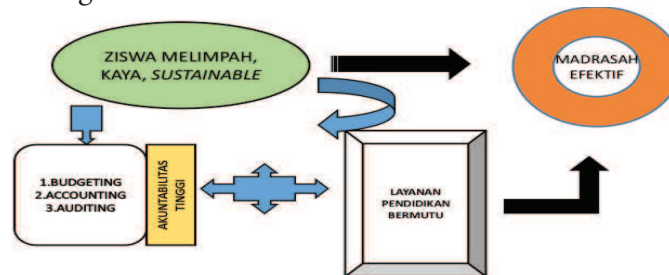 ZISWA MELIMPAH,
KAYA, SUSTAINABLE
MADRASAH
EFEKTIF
1.BUDGETING
2.ACCOUNTING
3.AUDITING
AKUNTABILITAS
TINGGI
LAYANAN
PENDIDIKAN
BERMUTU